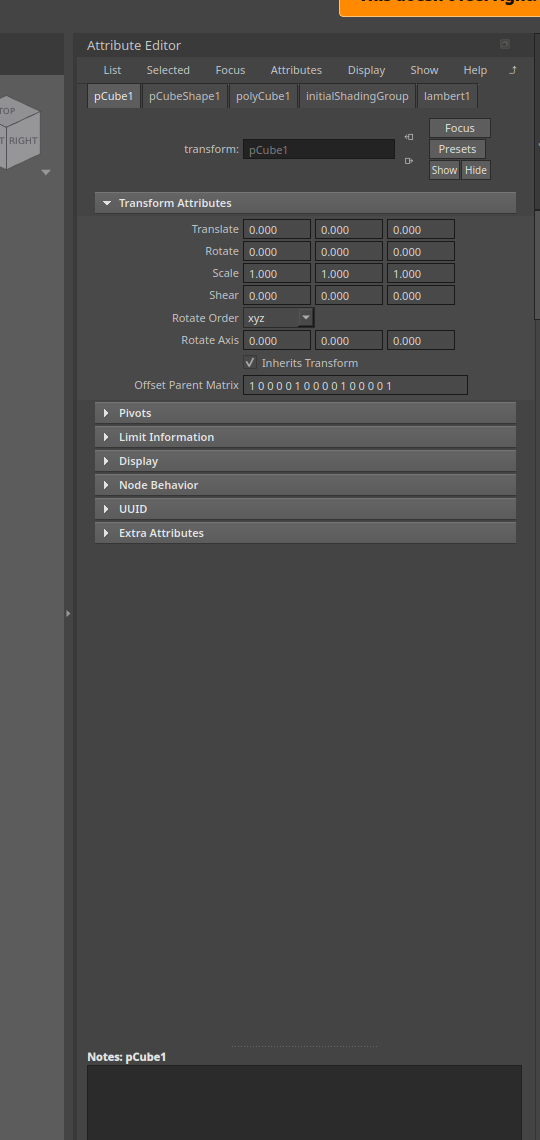 TOP
RIGHT
Attribute Editor
List Selected Focus Attributes Display Show Help
pCube1 pCubeShape1 polyCube1 initialShadingGroup lambert1
Focus
transform: pCube1 Presets
Show Hide
Transform Attributes
Translate 0.000 0.000 0.000
Rotate 0.000 0.000 0.000
Scale 1.000 1.000 1.000
Shear 0.000 0.000 0.000
Rotate Order xyz
Rotate Axis 0.000 0.000 0.000
Inherits Transform
Offset Parent Matrix 1 0 0 0 0 1 0 0 0 0 1 0 0 0 0 1
Pivots
Limit Information
Display
Node Behavior
UUID
Extra Attributes
Notes: pCube1